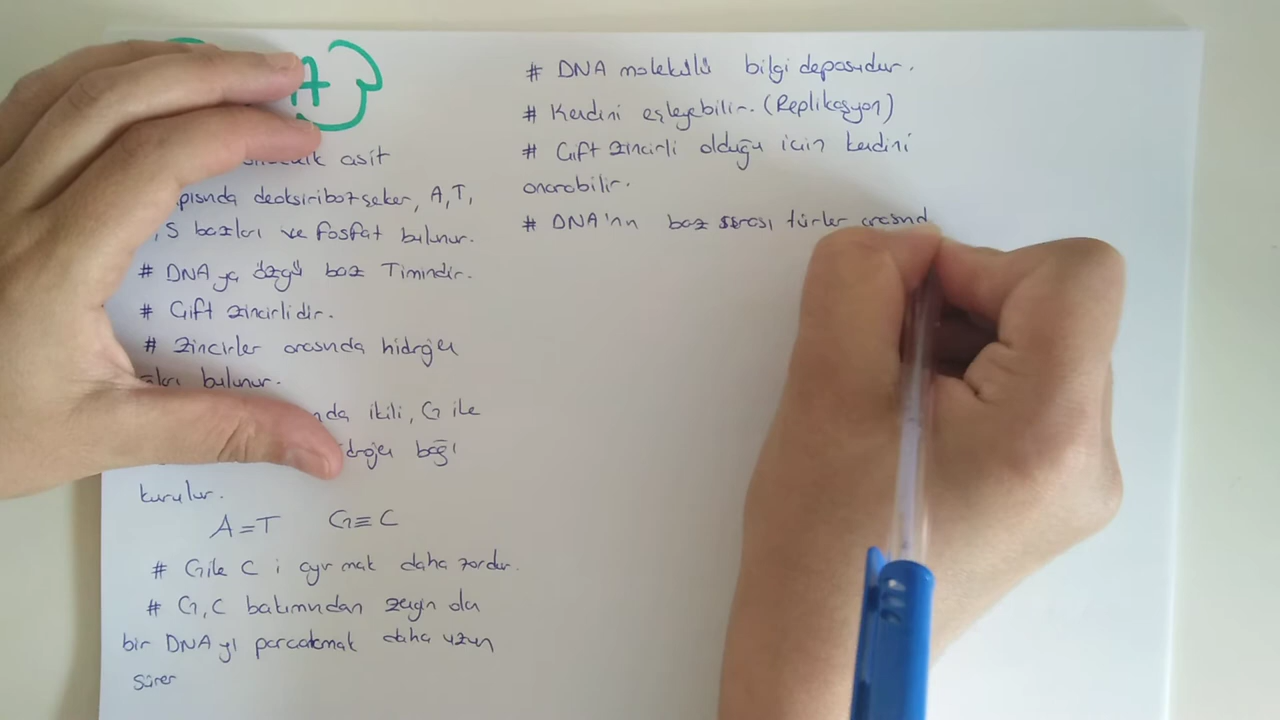 A
asit
deoksiriboz şeker, A,T,
S bazları ve fosfat bulunur.
# DNA ya özgü baz Timindir.
# Çift zincirlidir.
# Zincirler arasında hidrojen
bulunur.
ikili, G ile
bağı
kurulur.
A=T G≡C
# G ile C i ayırmak daha zordur.
# G, C bakımından zengin olan
bir DNA yı parçalamak daha uzun
sürer
# DNA molekülü bilgi deposudur.
# Kendini eşleyebilir. (Replikasyon)
# Çift zincirli olduğu için kendini
onarabilir.
# DNA'nın baz sırası türler arasınd